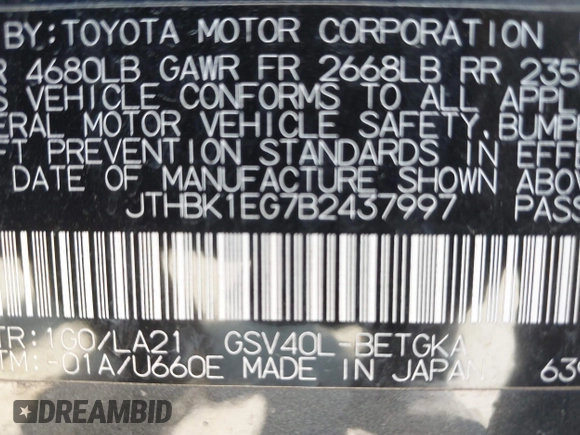 BY: TOYOTA MOTOR CORPORATION
R 4680LB GAWR FR 2668LB RR 235
VEHICLE CONFORMS TO ALL APPL
ERAL MOTOR VEHICLE SAFETY, BUMP
FT PREVENTION STANDARDS IN EFFE
DATE OF MANUFACTURE SHOWN ABO
JTHBK1EG7B2437997 PASS
TR: 1G0/LA21 GSV40L-BETGKA
TM: -01A/U660E MADE IN JAPAN 63
DREAMBID